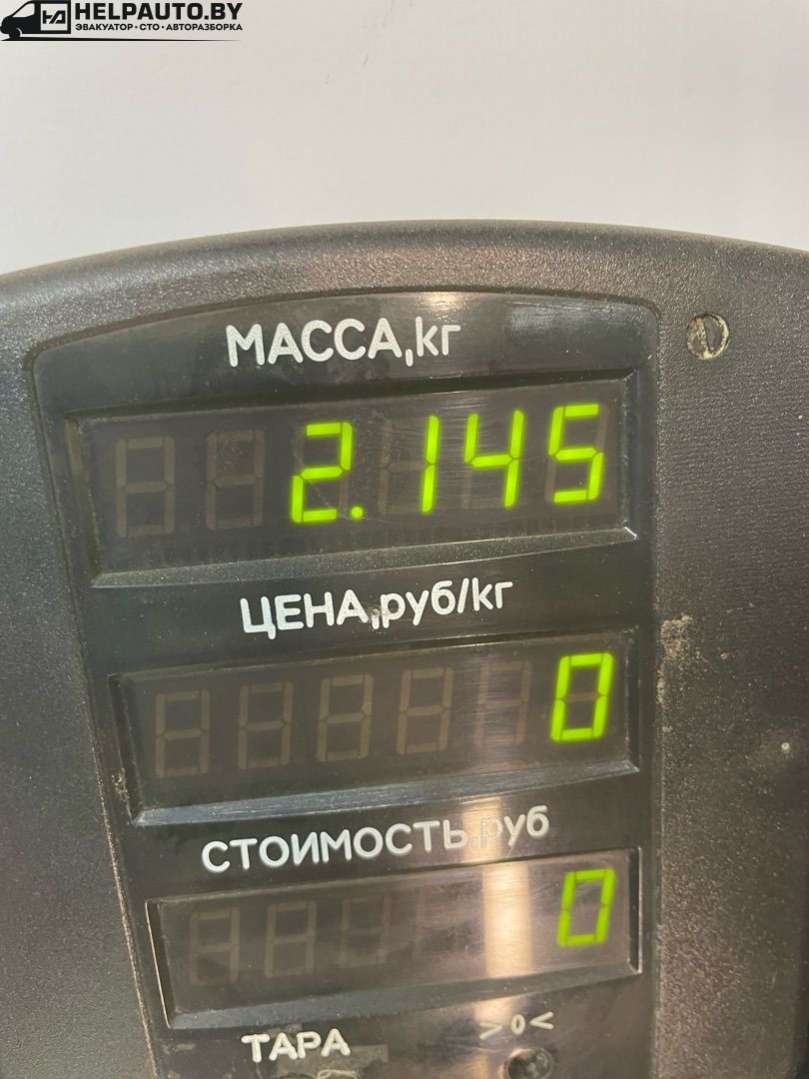 HELPAUTO.BY
ЭВАКУАТОР • СТО • АВТОРАЗБОРКА
МАССА,кг
2.145
ЦЕНА,руб/кг
0
СТОИМОСТЬ,руб
0
>0<
ТАРА